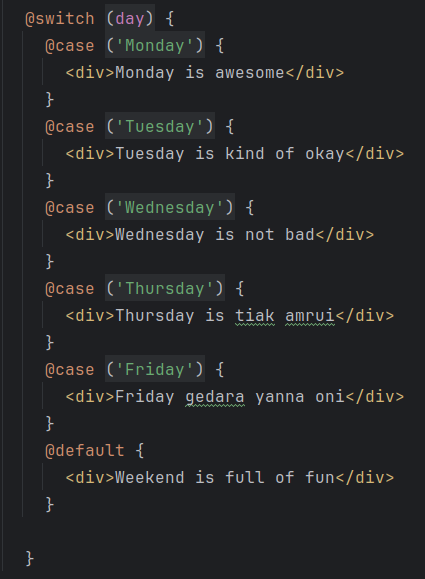 @switch (day) {
@case ('Monday') {
<div>Monday is awesome</div>
}
@case ('Tuesday') {
<div>Tuesday is kind of okay</div>
}
@case ('Wednesday') {
<div>Wednesday is not bad</div>
}
@case ('Thursday') {
<div>Thursday is tiak amrui</div>
}
@case ('Friday') {
<div>Friday gedara yanna oni</div>
}
@default {
<div>Weekend is full of fun</div>
}
}